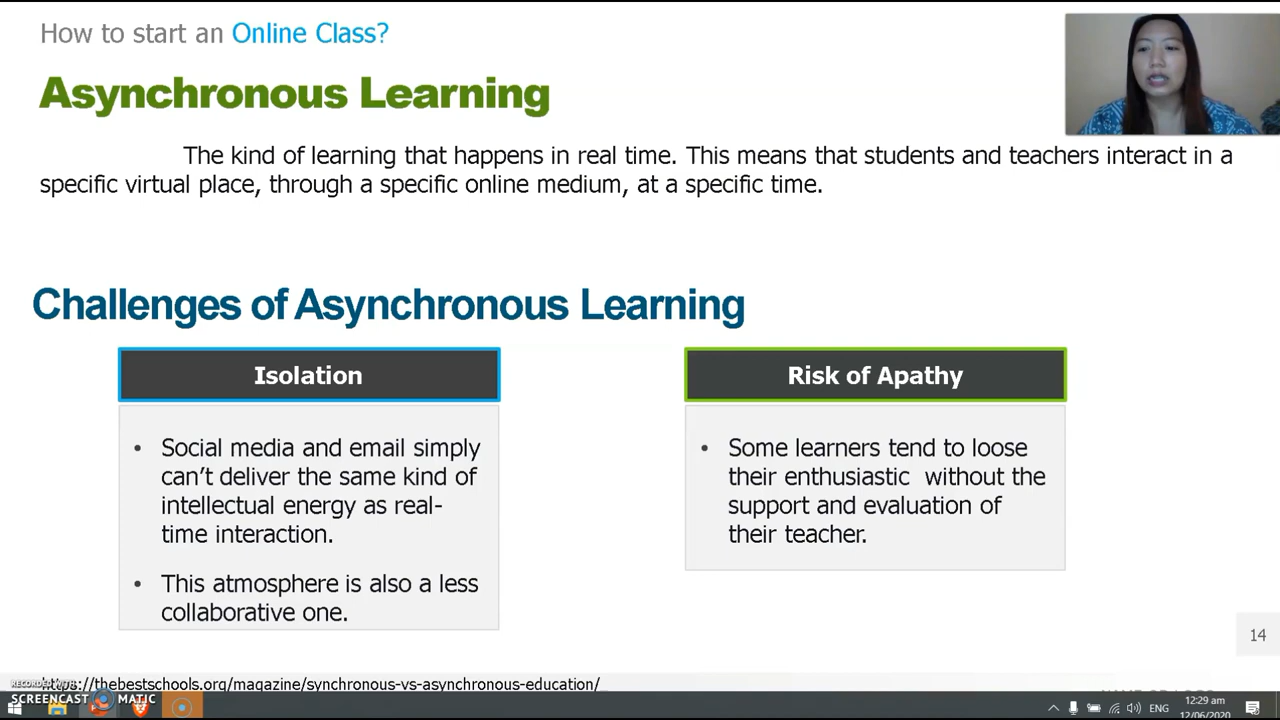 How to start an Online Class?
Asynchronous Learning
The kind of learning that happens in real time. This means that students and teachers interact in a
specific virtual place, through a specific online medium, at a specific time.
Challenges of Asynchronous Learning
Isolation
• Social media and email simply
can’t deliver the same kind of
intellectual energy as real-
time interaction.
• This atmosphere is also a less
collaborative one.
Risk of Apathy
• Some learners tend to loose
their enthusiastic without the
support and evaluation of
their teacher.
14
https://thebestschools.org/magazine/synchronous-vs-asynchronous-education/
RECORDED WITH
SCREENCAST MATIC
ENG
12:29 am
12/06/2020